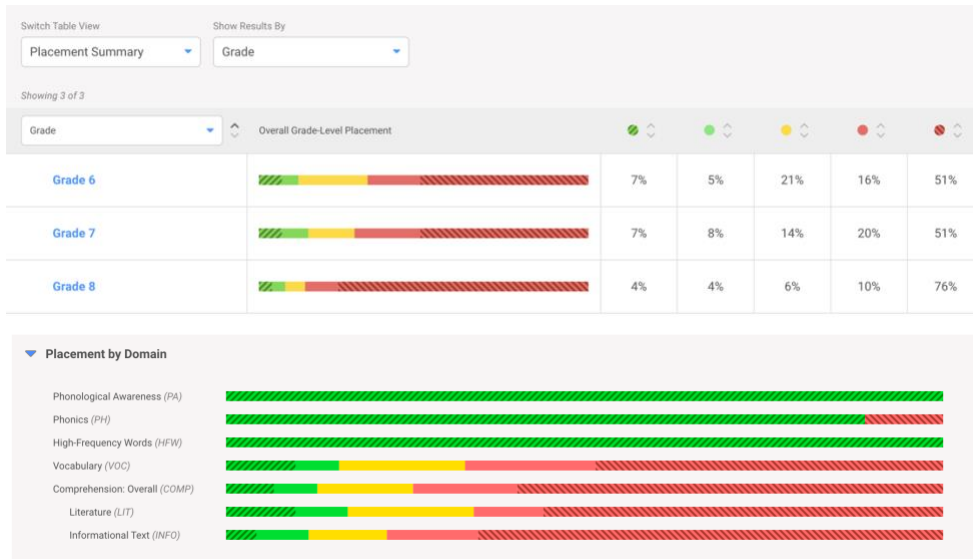 Switch Table View Show Results By
Placement Summary Grade
Showing 3 of 3
Grade Overall Grade-Level Placement
Grade 6 7% 5% 21% 16% 51%
Grade 7 7% 8% 14% 20% 51%
Grade 8 4% 4% 6% 10% 76%
Placement by Domain
Phonological Awareness (PA)
Phonics (PH)
High-Frequency Words (HFW)
Vocabulary (VOC)
Comprehension: Overall (COMP)
Literature (LIT)
Informational Text (INFO)